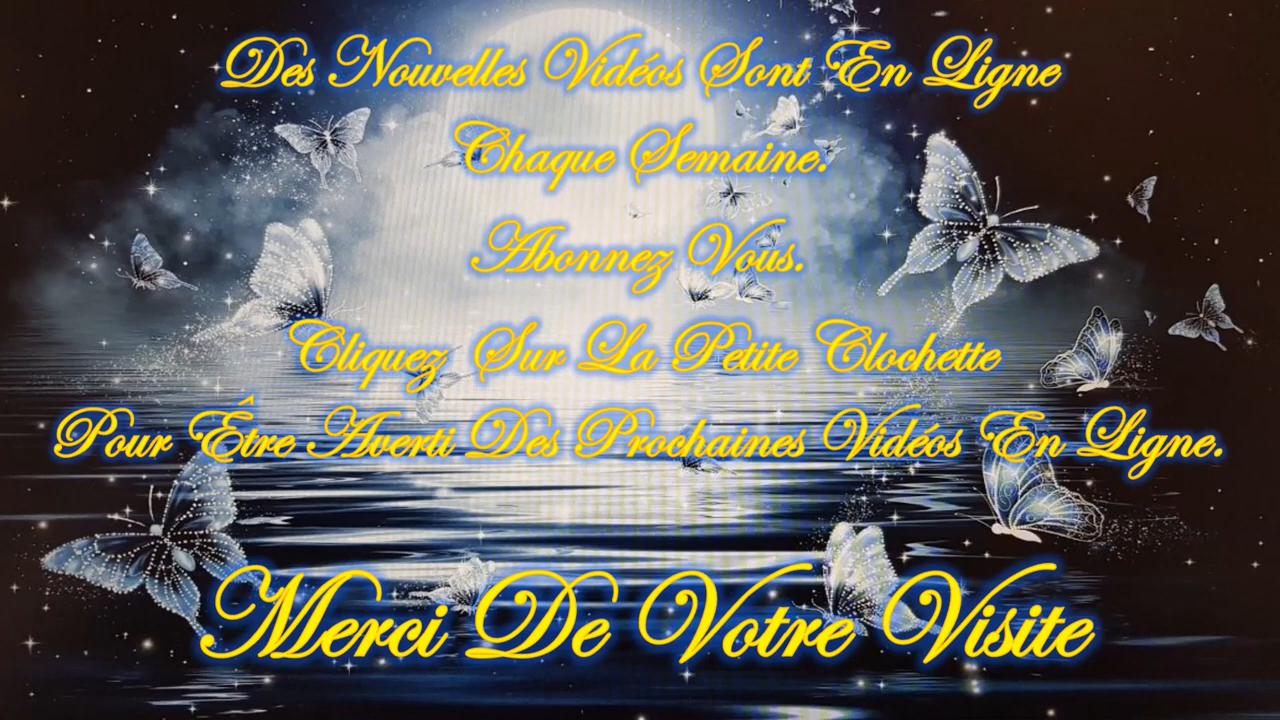 Des Nouvelles Vidéos Sont En Ligne
Chaque Semaine.
Abonnez Vous.
Cliquez Sur La Petite Clochette
Pour Être Averti Des Prochaines Vidéos En Ligne.
Merci De Votre Visite